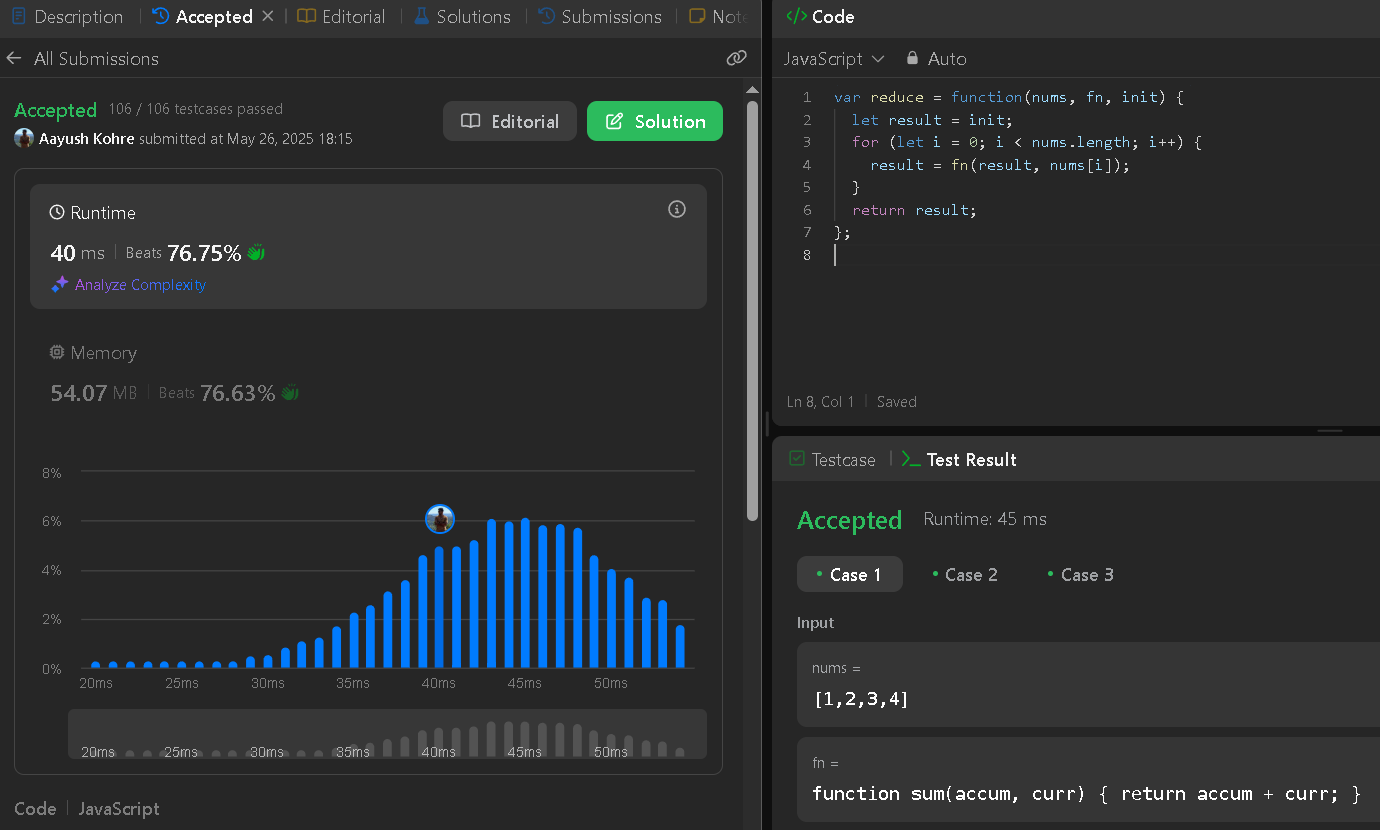 Description
Accepted
Editorial
Solutions
Submissions
Note
All Submissions
Accepted 106 / 106 testcases passed
Aayush Kohre submitted at May 26, 2025 18:15
Editorial
Solution
Runtime
40 ms Beats 76.75%
Analyze Complexity
Memory
54.07 MB Beats 76.63%
8%
6%
4%
2%
0%
20ms 25ms 30ms 35ms 40ms 45ms 50ms
20ms 25ms 30ms 35ms 40ms 45ms 50ms
Code JavaScript
</> Code
JavaScript Auto
1 var reduce = function(nums, fn, init) {
2 let result = init;
3 for (let i = 0; i < nums.length; i++) {
4 result = fn(result, nums[i]);
5 }
6 return result;
7 };
8
Ln 8, Col 1 Saved
Testcase
Test Result
Accepted Runtime: 45 ms
Case 1 Case 2 Case 3
Input
nums =
[1,2,3,4]
fn =
function sum(accum, curr) { return accum + curr; }